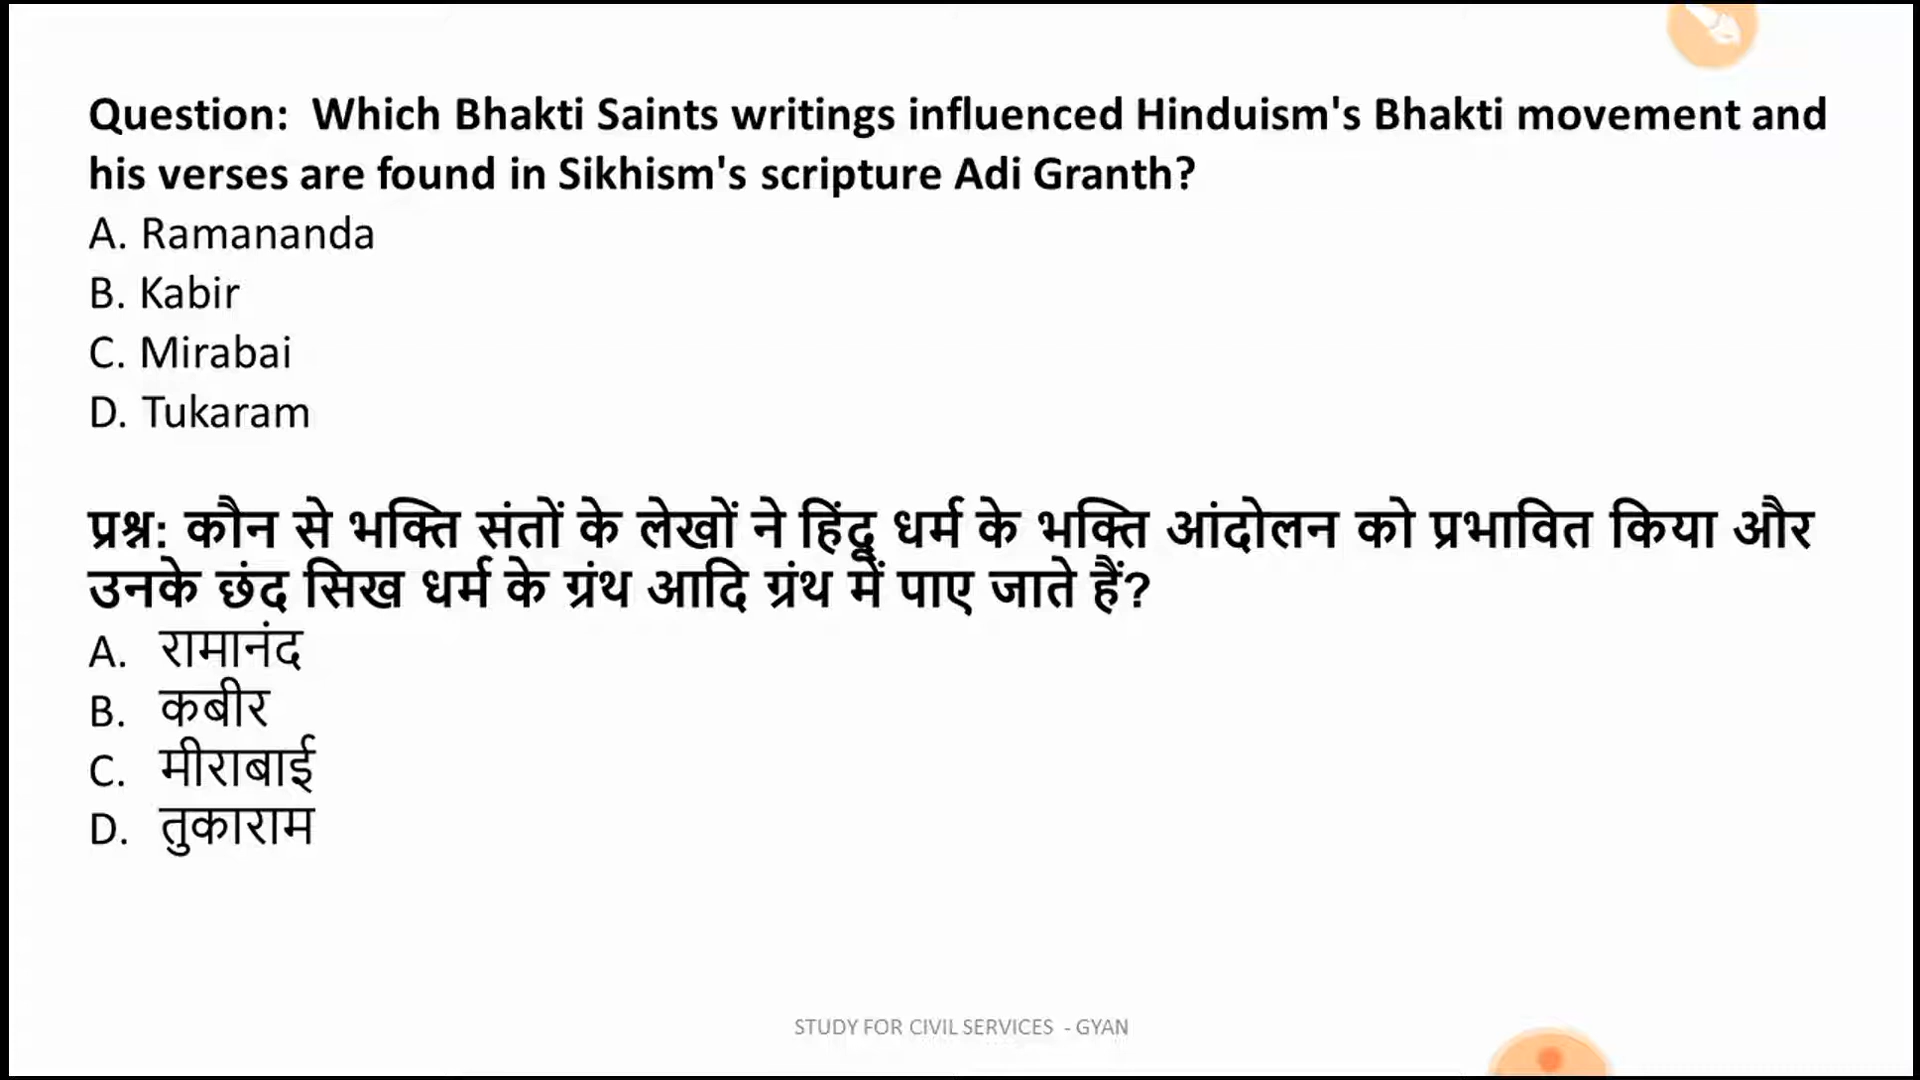 Question:  Which Bhakti Saints writings influenced Hinduism's Bhakti movement and
his verses are found in Sikhism's scripture Adi Granth?
A. Ramananda
B. Kabir
C. Mirabai
D. Tukaram
प्रश्न: कौन से भक्ति संतों के लेखों ने हिंदू धर्म के भक्ति आंदोलन को प्रभावित किया और
उनके छंद सिख धर्म के ग्रंथ आदि ग्रंथ में पाए जाते हैं?
A. रामानंद
B. कबीर
C. मीराबाई
D. तुकाराम
STUDY FOR CIVIL SERVICES - GYAN